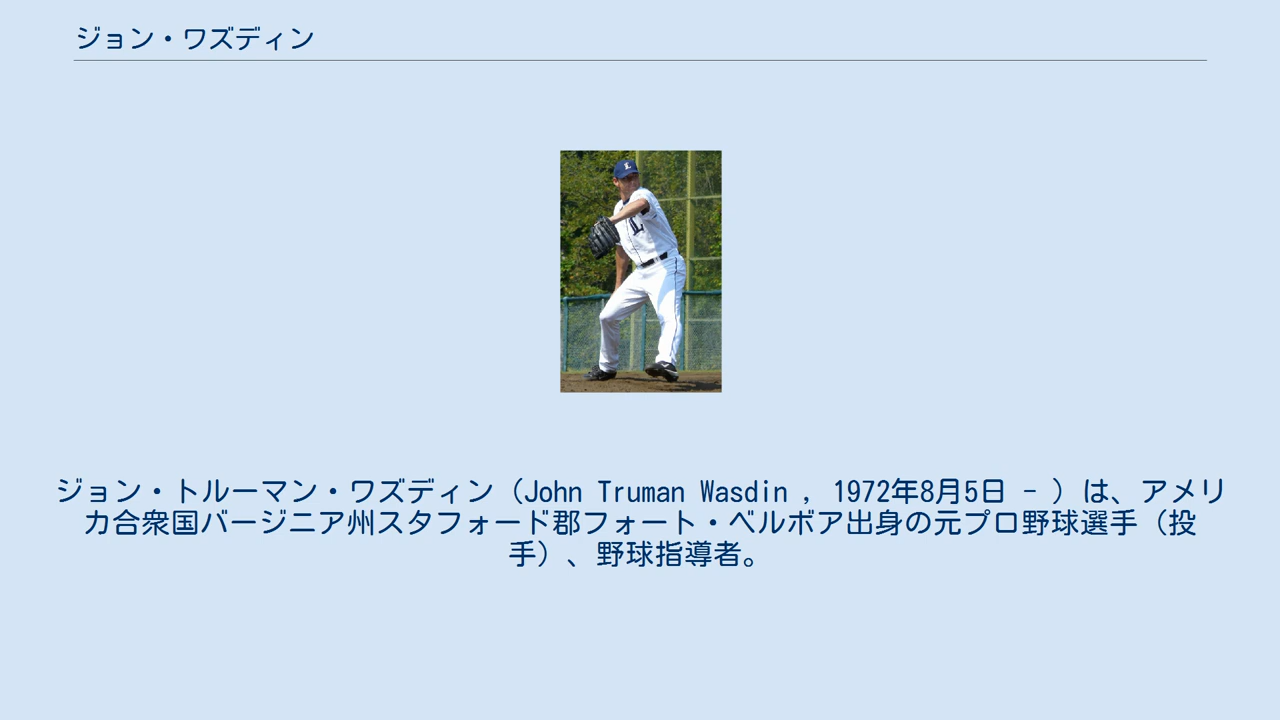 ジョン・ワズディン
ジョン・トルーマン・ワズディン（John Truman Wasdin , 1972年8月5日 - ）は、アメリ
カ合衆国バージニア州スタフォード郡フォート・ベルボア出身の元プロ野球選手（投
手）、野球指導者。